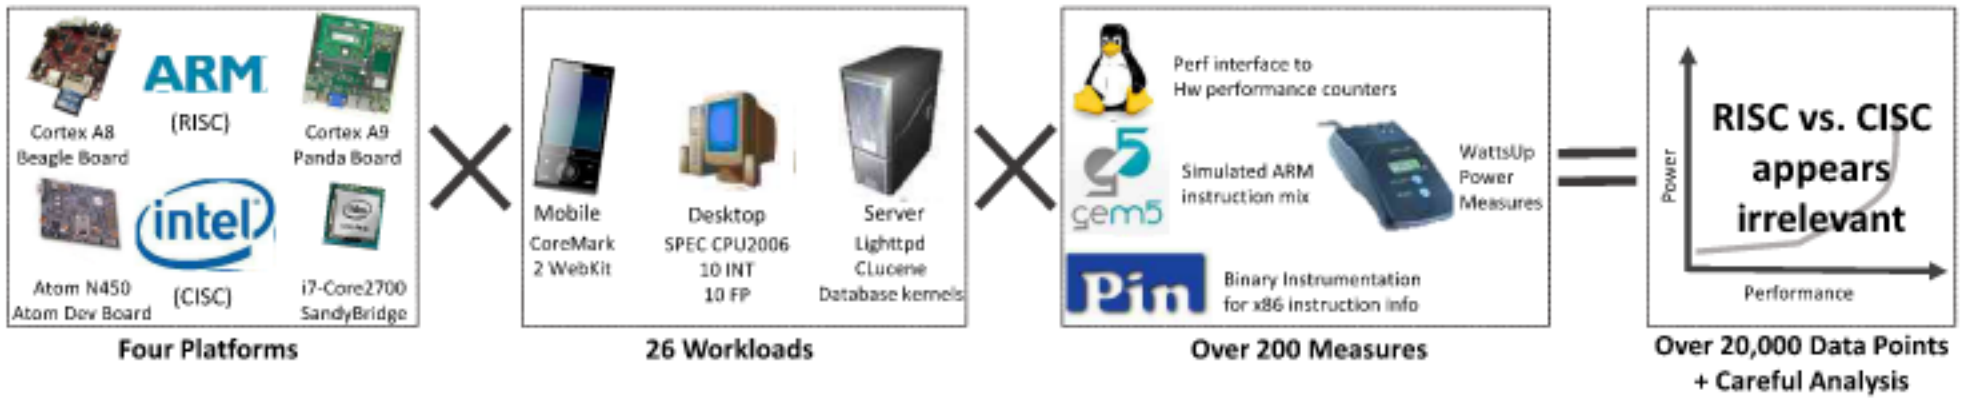 ARM
(RISC)
Cortex A8
Beagle Board
Cortex A9
Panda Board
intel
(CISC)
Atom N450
Atom Dev Board
i7-Core2700
SandyBridge
Four Platforms
Mobile
CoreMark
2 WebKit
Desktop
SPEC CPU2006
10 INT
10 FP
Server
Lighttpd
CLucene
Database kernels
26 Workloads
Perf interface to
Hw performance counters
gem5
Simulated ARM
instruction mix
WattsUp
Power
Measures
Pin
Binary Instrumentation
for x86 instruction info
Over 200 Measures
Power
RISC vs. CISC
appears
irrelevant
Performance
Over 20,000 Data Points
+ Careful Analysis